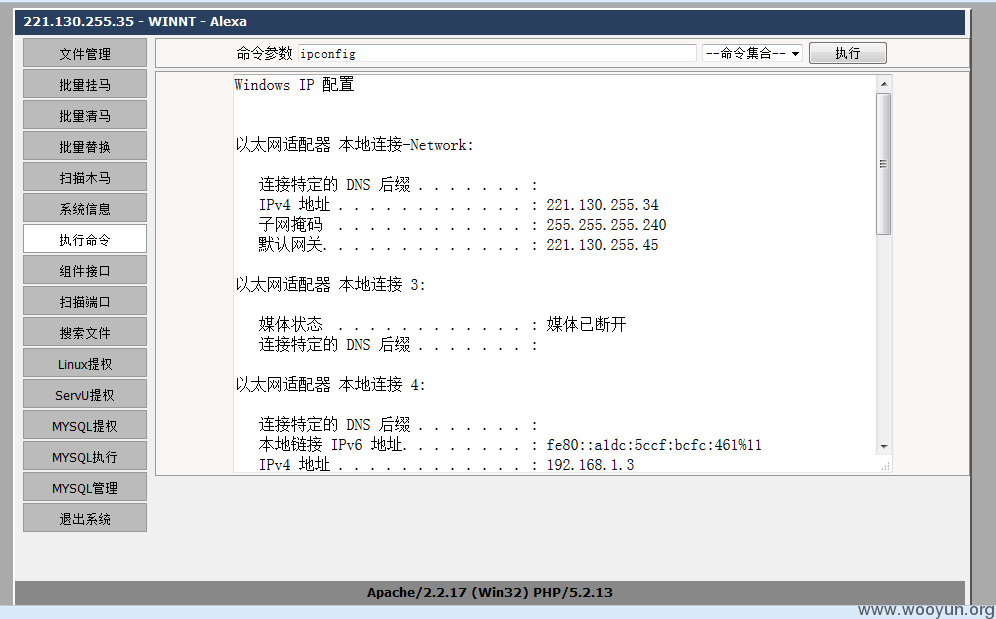 221.130.255.35 - WINNT - Alexa
文件管理
批量挂马
批量清马
批量替换
扫描木马
系统信息
执行命令
组件接口
扫描端口
搜索文件
Linux提权
ServU提权
MYSQL提权
MYSQL执行
MYSQL管理
退出系统
命令参数 ipconfig --命令集合-- 执行
Windows IP 配置
以太网适配器 本地连接-Network:
连接特定的 DNS 后缀 . . . . . . . :
IPv4 地址 . . . . . . . . . . . . : 221.130.255.34
子网掩码 . . . . . . . . . . . . : 255.255.255.240
默认网关. . . . . . . . . . . . . : 221.130.255.45
以太网适配器 本地连接 3:
媒体状态 . . . . . . . . . . . . : 媒体已断开
连接特定的 DNS 后缀 . . . . . . . :
以太网适配器 本地连接 4:
连接特定的 DNS 后缀 . . . . . . . :
本地链接 IPv6 地址. . . . . . . . : fe80::a1dc:5ccf:bcfc:461%11
IPv4 地址 . . . . . . . . . . . . : 192.168.1.3
Apache/2.2.17 (Win32) PHP/5.2.13
www.wooyun.org